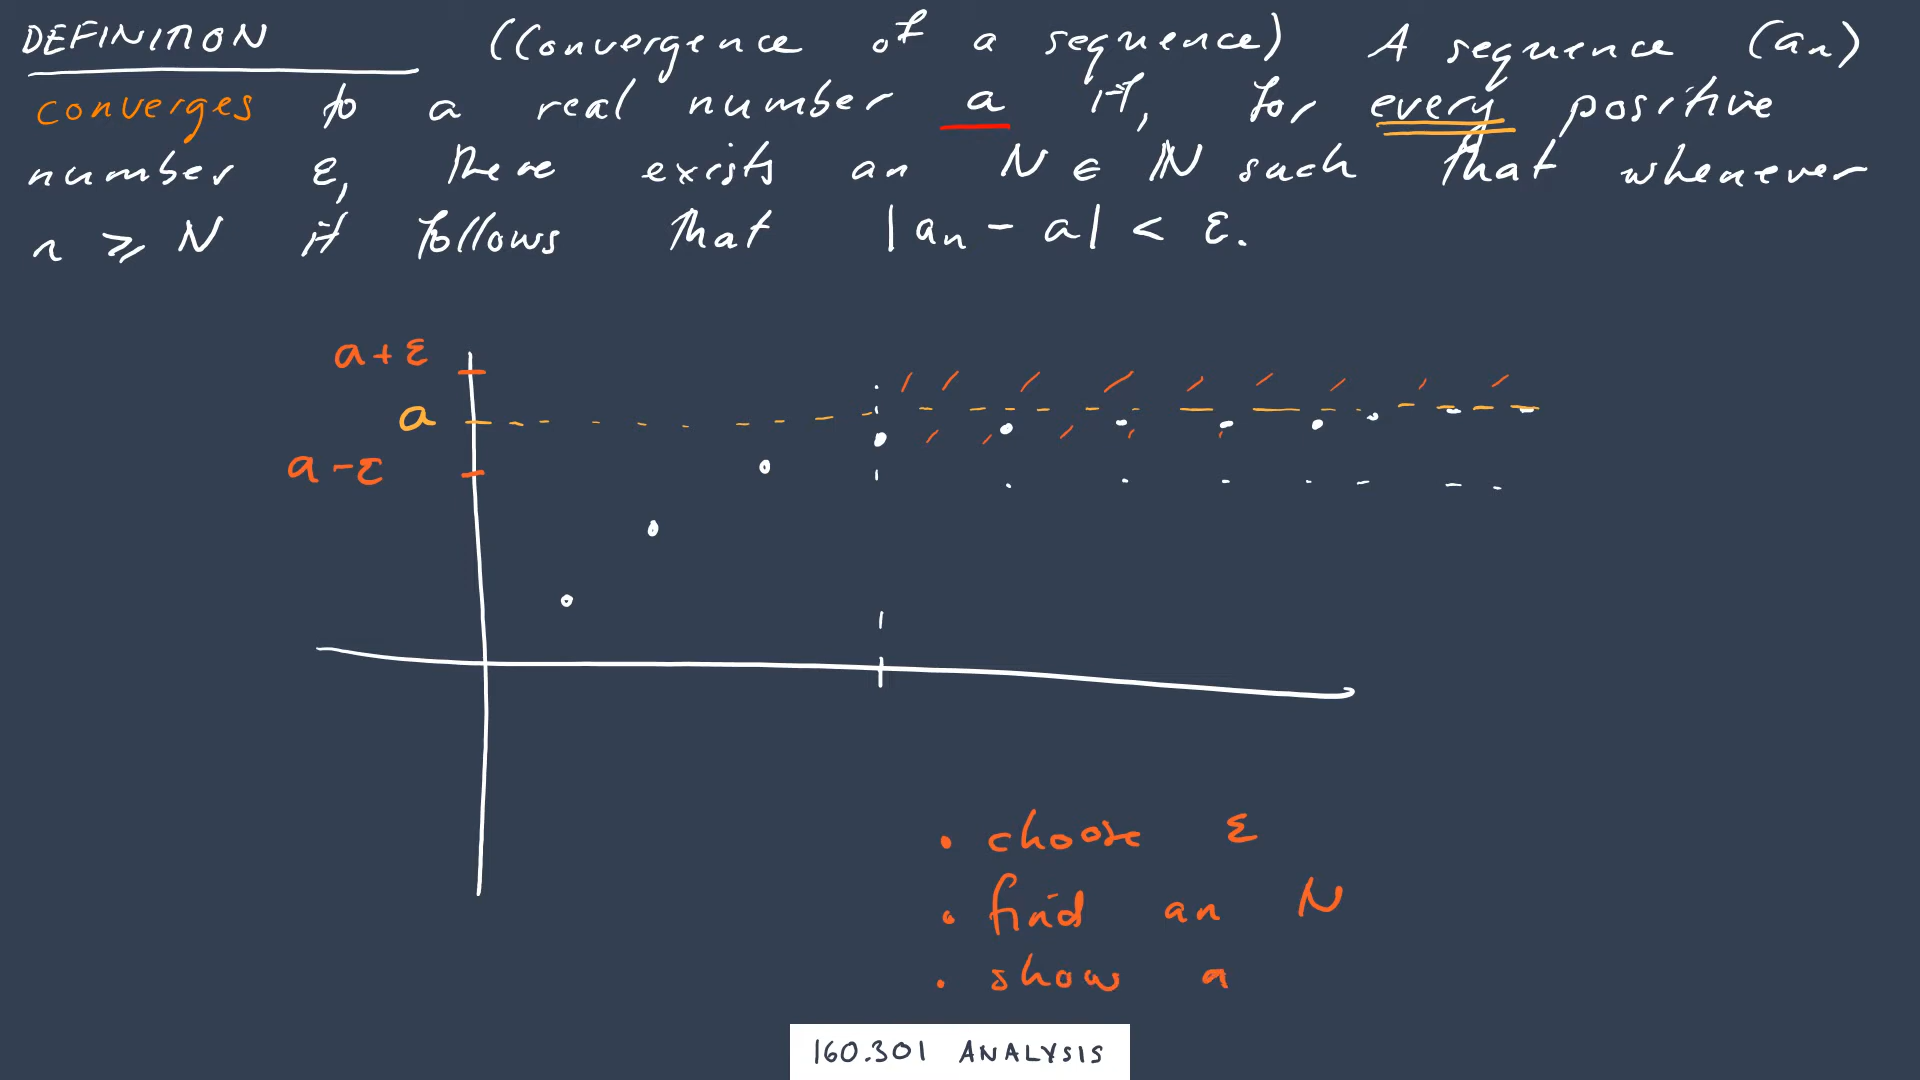 DEFINITION (Convergence of a sequence) A sequence (aₙ)
converges to a real number a if, for every positive
number ε, there exists an N ∈ ℕ such that whenever
n ⩾ N it follows that |aₙ - a| < ε.
a + ε
a
a - ε
• choose ε
• find an N
• show a
160.301 ANALYSIS